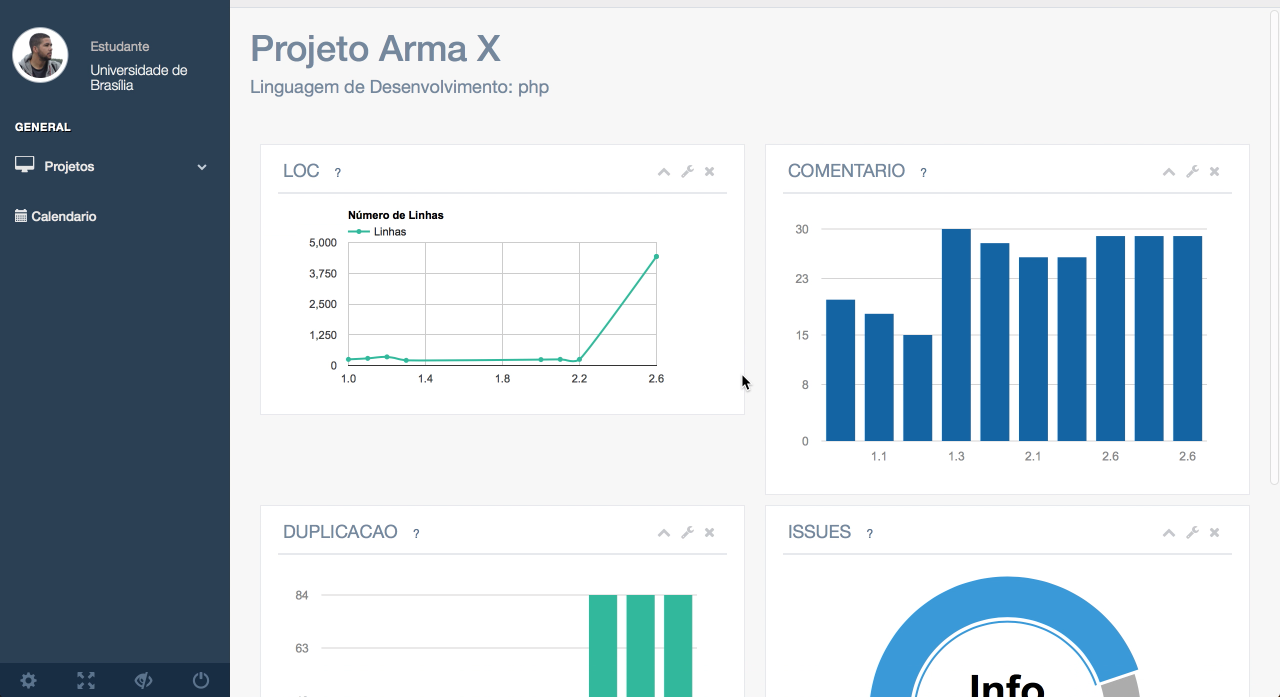 Estudante
Universidade de
Brasília
GENERAL
Projetos
Calendario
Projeto Arma X
Linguagem de Desenvolvimento: php
LOC ?
Número de Linhas
Linhas
5,000
3,750
2,500
1,250
0
1.0 1.4 1.8 2.2 2.6
COMENTARIO ?
30
23
15
8
0
1.1 1.3 2.1 2.6 2.6
DUPLICACAO ?
84
63
ISSUES ?
Info